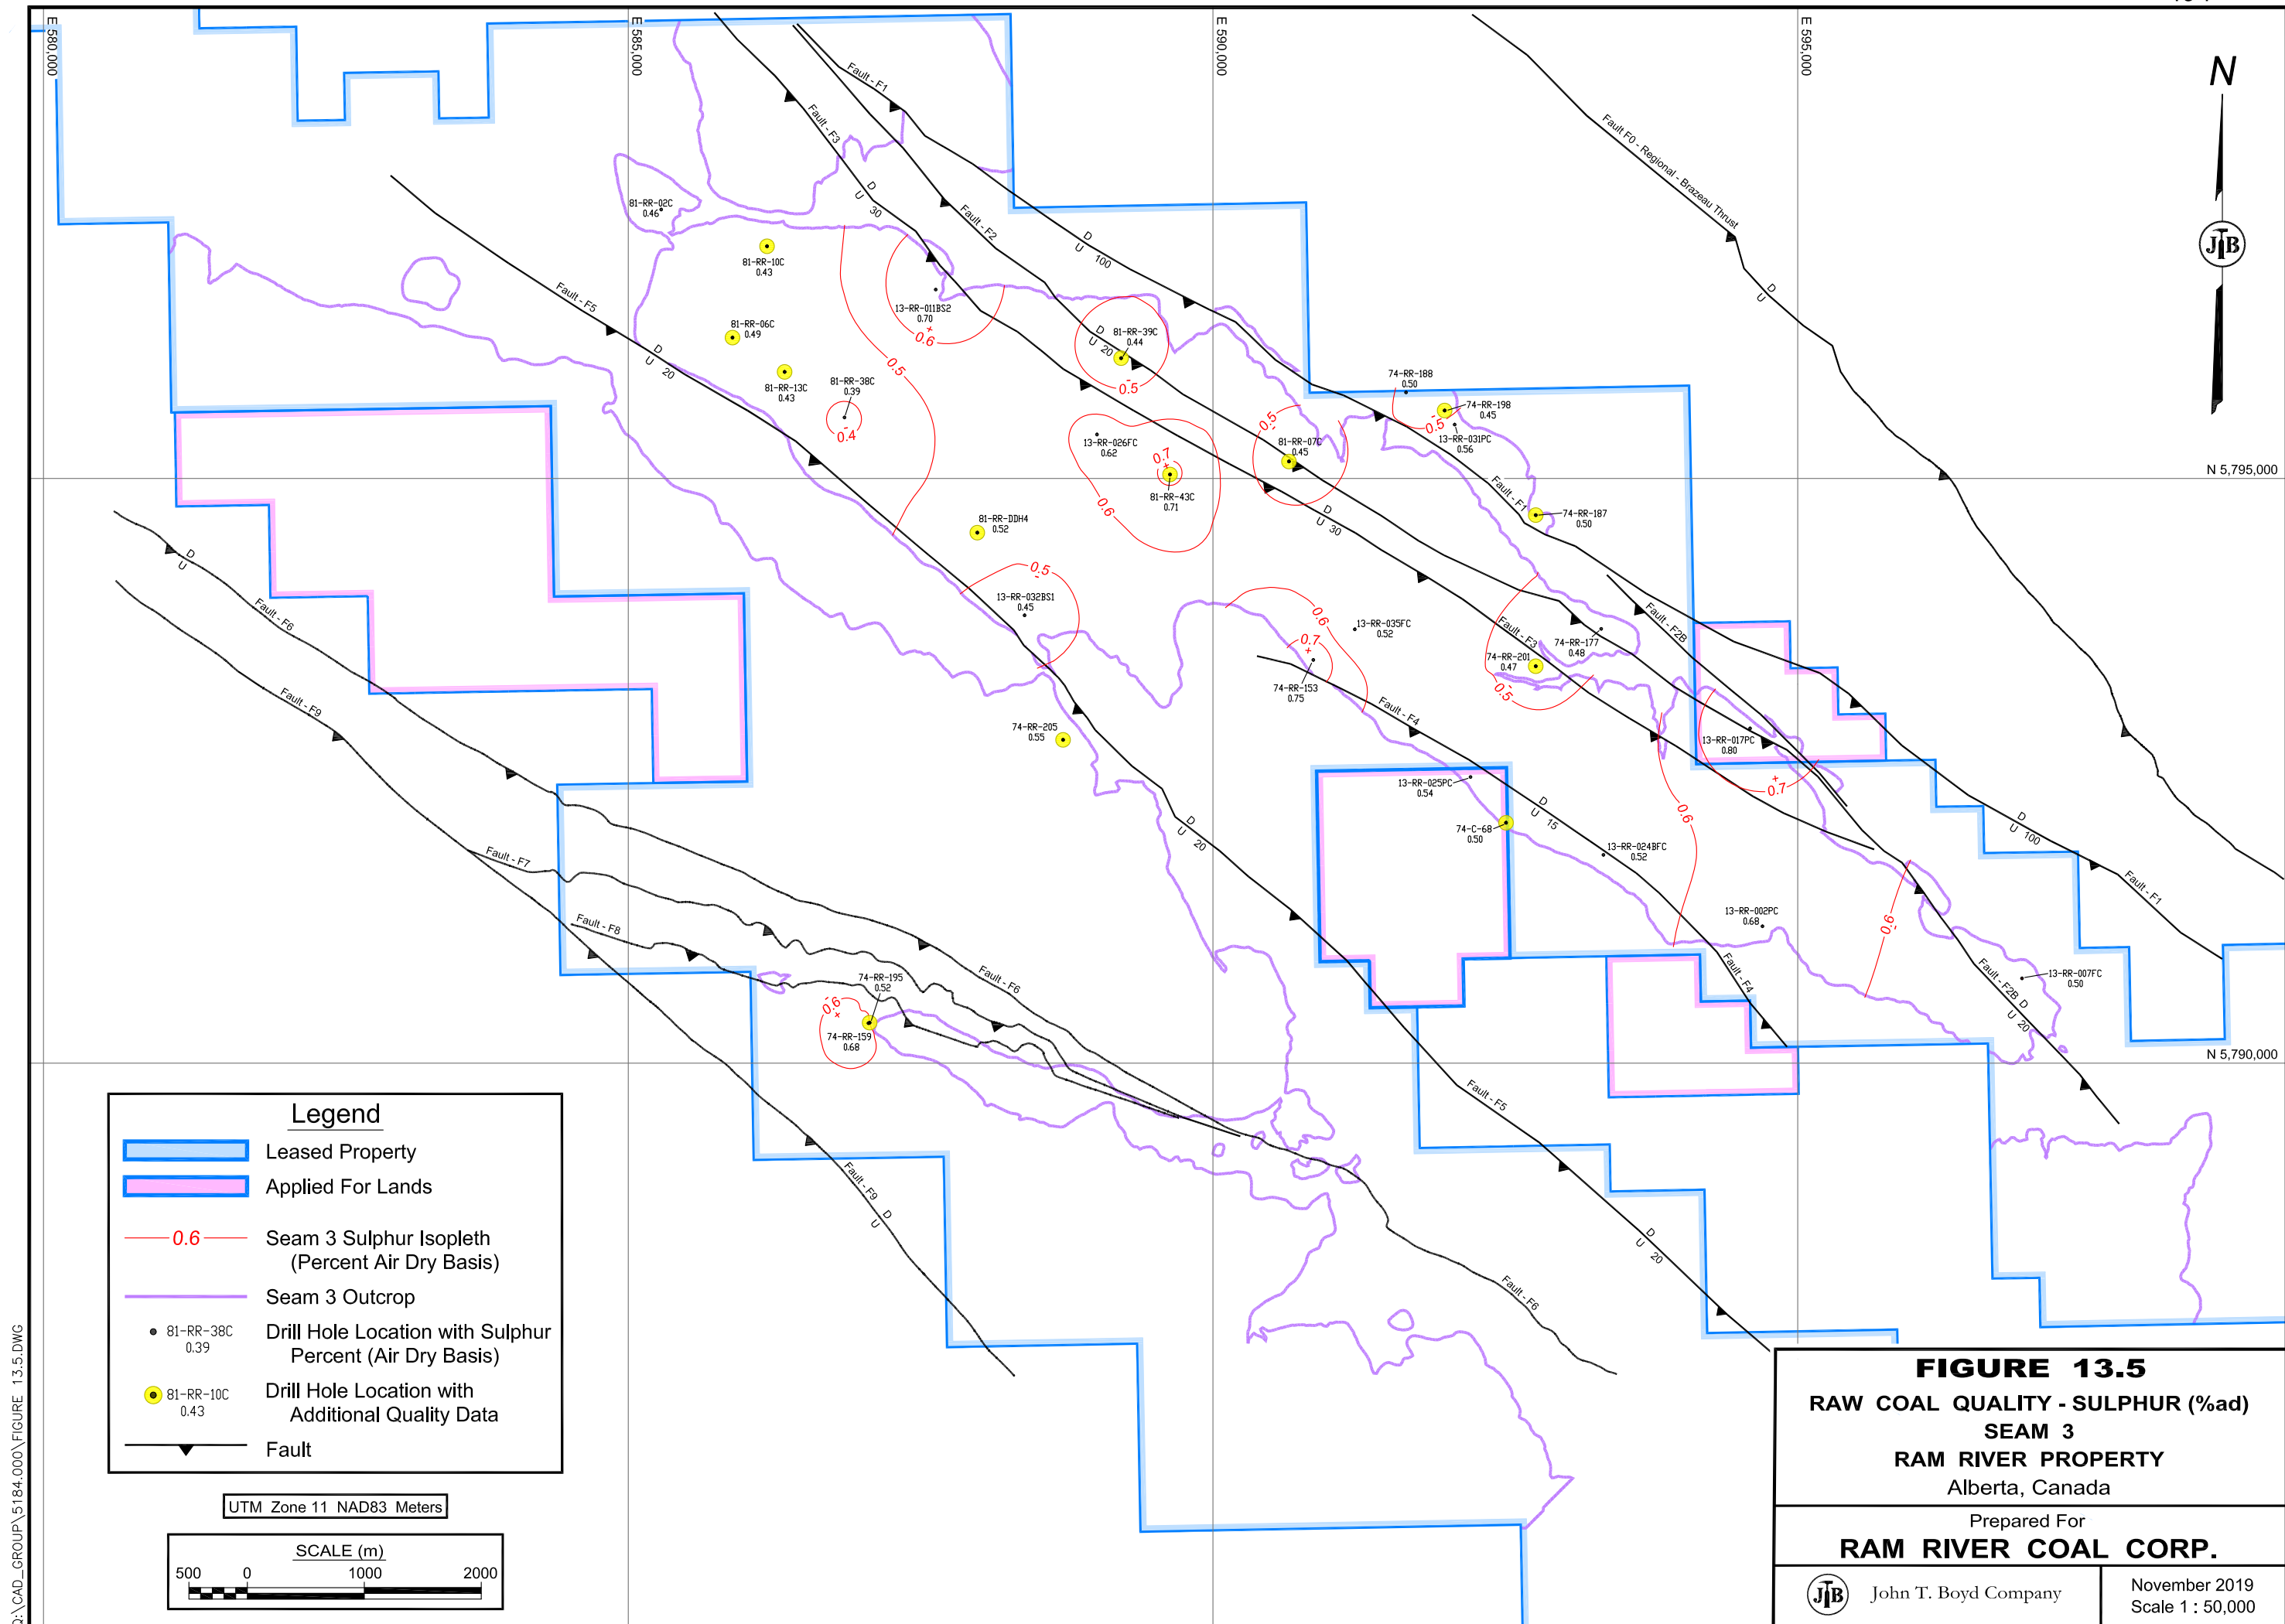 E 580,000
E 585,000
E 590,000
E 595,000
N
JTB
N 5,795,000
N 5,790,000
Fault - F1
Fault - F3
D
U 30
Fault - F2
D
U 100
Fault F0 - Regional - Brazeau Thrust
D
U
81-RR-02C
0.46
81-RR-10C
0.43
Fault - F5
D
U 20
81-RR-06C
0.49
81-RR-13C
0.43
81-RR-38C
0.39
0.4
0.5
13-RR-011BS2
0.70
0.6
D
U 20
81-RR-39C
0.44
0.5
74-RR-188
0.50
74-RR-198
0.45
0.5
13-RR-031PC
0.56
13-RR-026FC
0.62
0.7
81-RR-43C
0.71
0.6
0.5
81-RR-07C
0.45
Fault - F1
74-RR-187
0.50
D
U 30
81-RR-DDH4
0.52
0.5
13-RR-032BS1
0.45
D
U
Fault - F6
Fault - F9
0.6
0.7
74-RR-153
0.75
13-RR-035FC
0.52
Fault - F3
74-RR-177
0.48
74-RR-201
0.47
0.5
Fault - F2B
Fault - F4
74-RR-205
0.55
13-RR-017PC
0.80
0.7
13-RR-025PC
0.54
D
U 15
74-C-68
0.50
13-RR-024BFC
0.52
0.6
D
U 20
D
U 100
Fault - F1
Fault - F7
Fault - F8
13-RR-002PC
0.68
0.6
Fault - F4
Fault - F2B
D
U 20
13-RR-007FC
0.50
74-RR-195
0.52
0.6
74-RR-159
0.68
Fault - F6
Fault - F5
Fault - F9
D
U
D
U 20
Fault - F6
Legend
Leased Property
Applied For Lands
0.6
Seam 3 Sulphur Isopleth
(Percent Air Dry Basis)
Seam 3 Outcrop
81-RR-38C
0.39
Drill Hole Location with Sulphur
Percent (Air Dry Basis)
81-RR-10C
0.43
Drill Hole Location with
Additional Quality Data
Fault
UTM Zone 11 NAD83 Meters
SCALE (m)
500 0 1000 2000
Q:\CAD_GROUP\5184.000\FIGURE 13.5.DWG
FIGURE 13.5
RAW COAL QUALITY - SULPHUR (%ad)
SEAM 3
RAM RIVER PROPERTY
Alberta, Canada
Prepared For
RAM RIVER COAL CORP.
JTB
John T. Boyd Company
November 2019
Scale 1 : 50,000